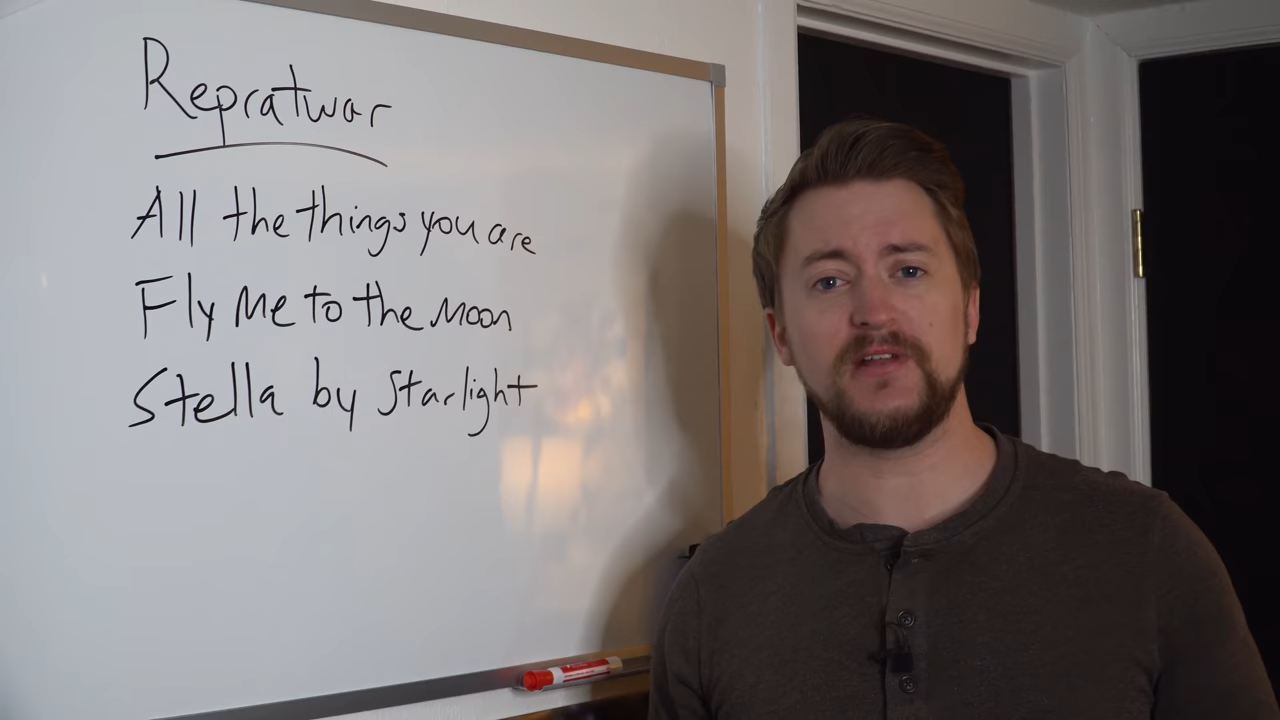 Repratwar
All the things you are
Fly Me to the Moon
Stella by Starlight